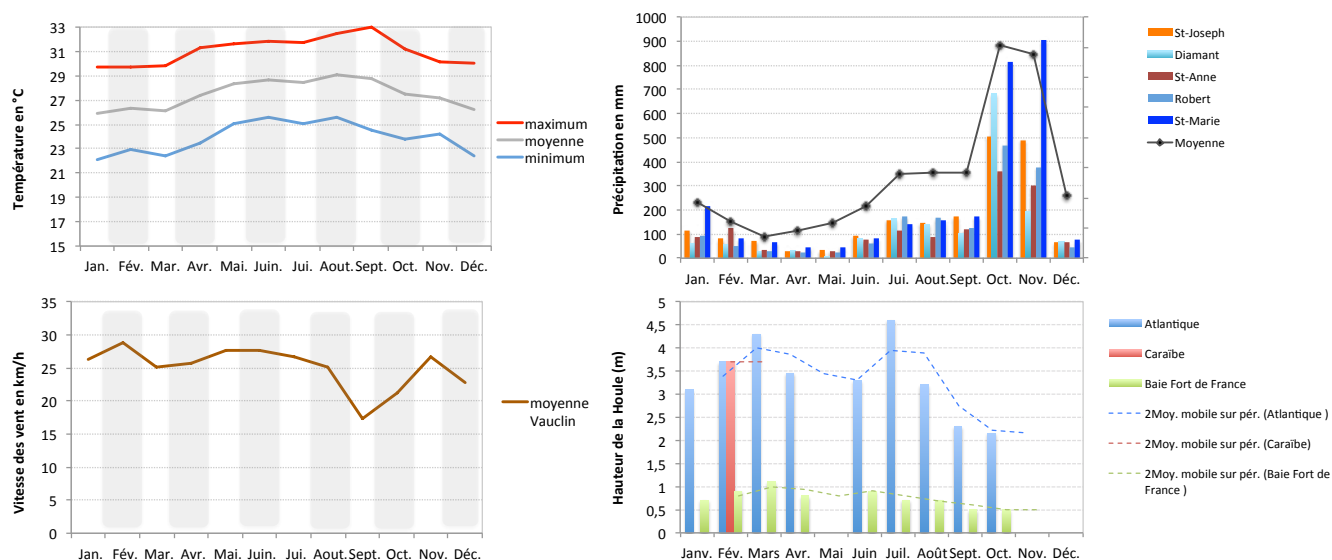 Température en °C
33
31
29
27
25
23
21
19
17
15
Jan. Fév. Mar. Avr. Mai. Juin. Jui. Aout. Sept. Oct. Nov. Déc.
maximum
moyenne
minimum
Précipitation en mm
1000
900
800
700
600
500
400
300
200
100
0
Jan. Fév. Mar. Avr. Mai Juin. Jui. Aout. Sept. Oct. Nov. Déc.
St-Joseph
Diamant
St-Anne
Robert
St-Marie
Moyenne
Vitesse des vent en km/h
35
30
25
20
15
10
5
0
Jan. Fév. Mar. Avr. Mai. Juin. Jui. Aout. Sept. Oct. Nov. Déc.
moyenne
Vauclin
Hauteur de la Houle (m)
5
4,5
4
3,5
3
2,5
2
1,5
1
0,5
0
Janv. Fév. Mars Avr. Mai Juin. Juil. Août Sept. Oct. Nov. Déc.
Atlantique
Caraïbe
Baie Fort de France
2Moy. mobile sur pér. (Atlantique )
2Moy. mobile sur pér. (Caraïbe)
2Moy. mobile sur pér. (Baie Fort de
France )